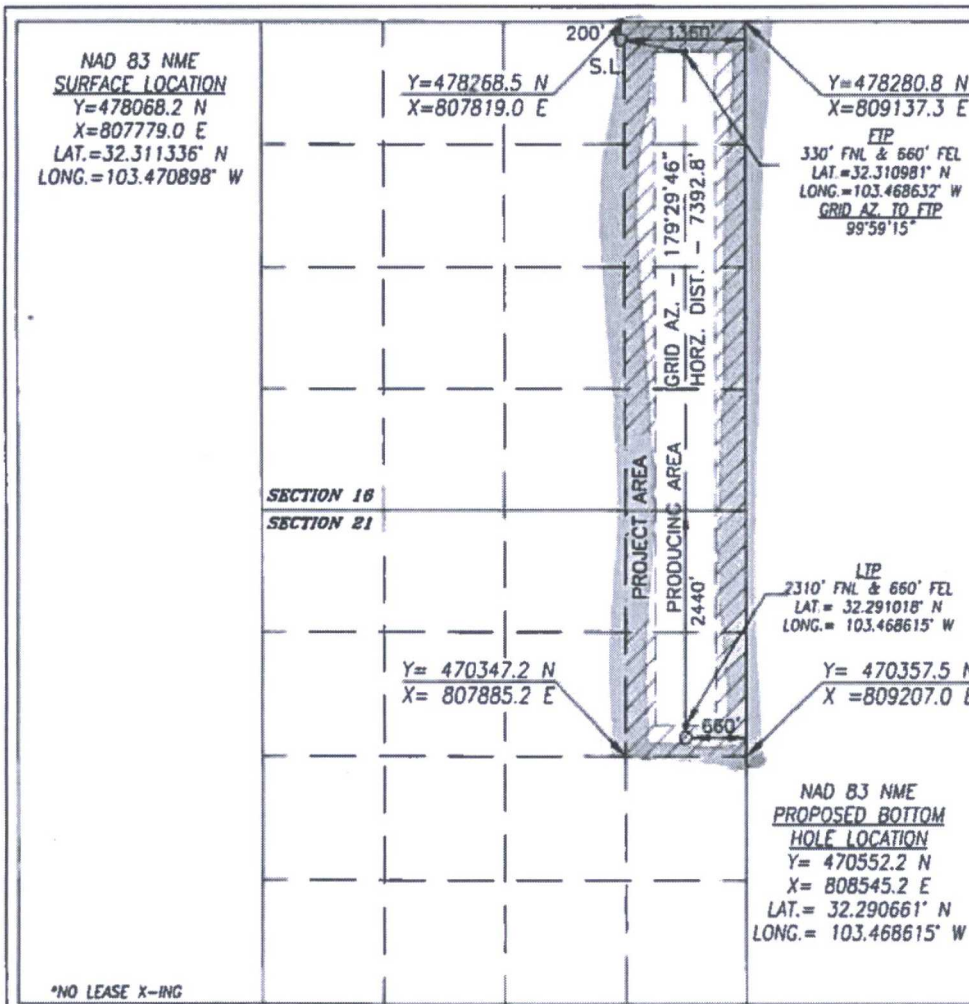 NAD 83 NME
SURFACE LOCATION
Y=478068.2 N
X=807779.0 E
LAT.=32.311336° N
LONG.=103.470898° W
200'
1360'
S.L.
Y=478268.5 N
X=807819.0 E
Y=478280.8 N
X=809137.3 E
FTP
330' FNL & 660' FEL
LAT.=32.310981° N
LONG.=103.468632° W
GRID AZ. TO FTP
99°59'15"
GRID AZ. - 179°29'46"
HORZ. DIST. - 7392.8'
SECTION 16
SECTION 21
PROJECT AREA
PRODUCING AREA
2440'
LTP
2310' FNL & 660' FEL
LAT.= 32.291018° N
LONG.= 103.468615° W
Y= 470347.2 N
X= 807885.2 E
Y= 470357.5 N
X =809207.0 E
660'
NAD 83 NME
PROPOSED BOTTOM
HOLE LOCATION
Y= 470552.2 N
X= 808545.2 E
LAT.= 32.290661° N
LONG.= 103.468615° W
*NO LEASE X-ING